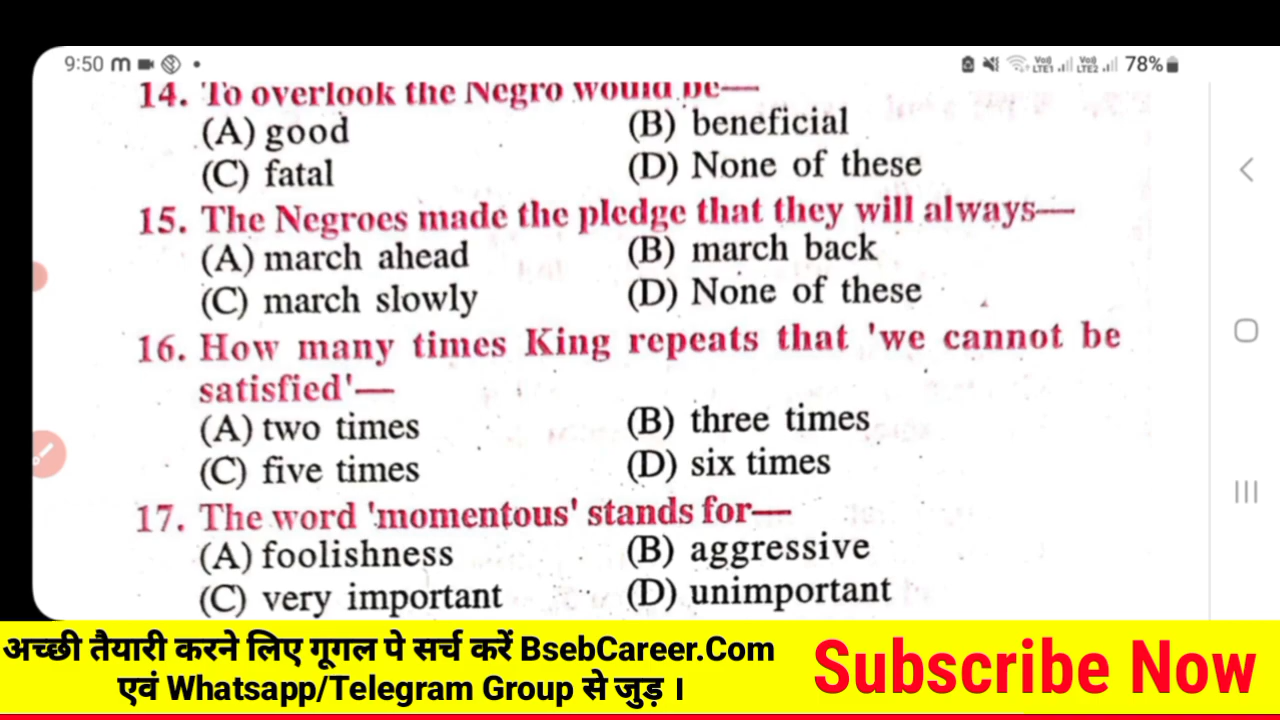 9:50 m
Vo) LTE1 Vo) LTE2 78%
14. To overlook the Negro would be—
(A) good (B) beneficial
(C) fatal (D) None of these
15. The Negroes made the pledge that they will always—
(A) march ahead (B) march back
(C) march slowly (D) None of these
16. How many times King repeats that 'we cannot be
satisfied'—
(A) two times (B) three times
(C) five times (D) six times
17. The word 'momentous' stands for—
(A) foolishness (B) aggressive
(C) very important (D) unimportant
अच्छी तैयारी करने लिए गूगल पे सर्च करें BsebCareer.Com
एवं Whatsapp/Telegram Group से जुड़ ।
Subscribe Now